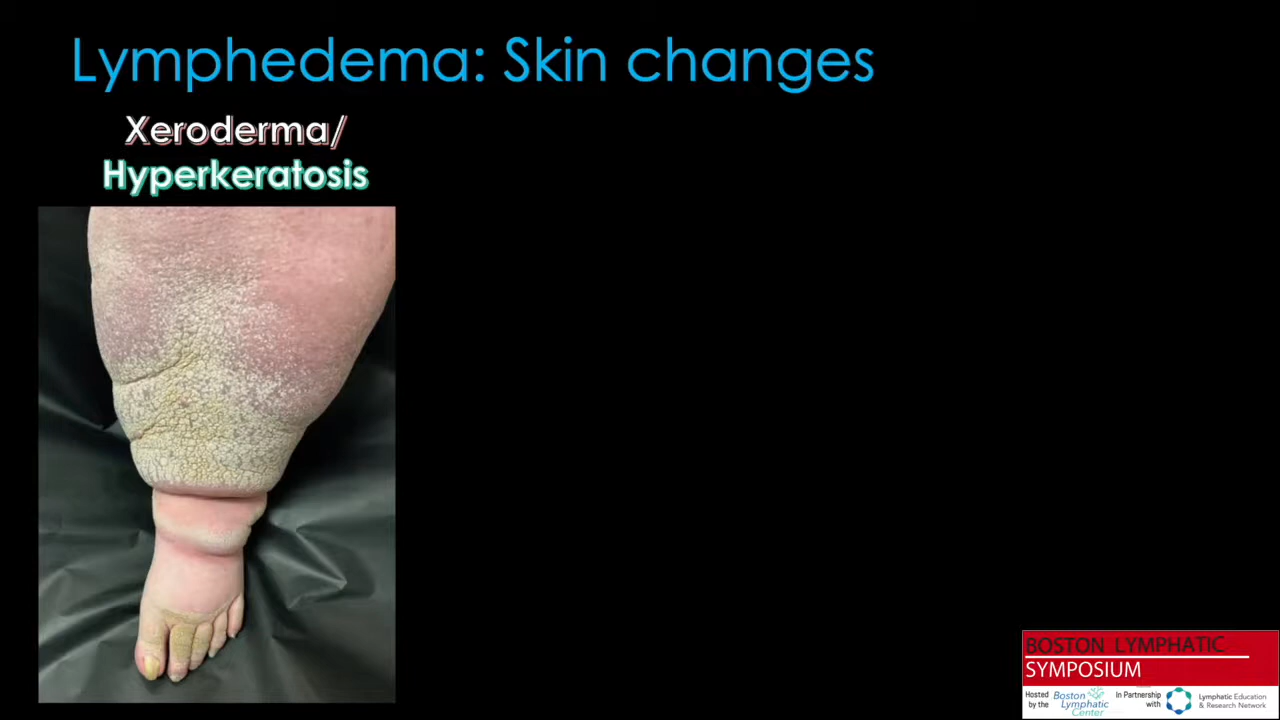 Lymphedema: Skin changes
Xeroderma/
Hyperkeratosis
BOSTON LYMPHATIC
SYMPOSIUM
Hosted
by the
Boston
Lymphatic
Center
In Partnership
with
Lymphatic Education
& Research Network